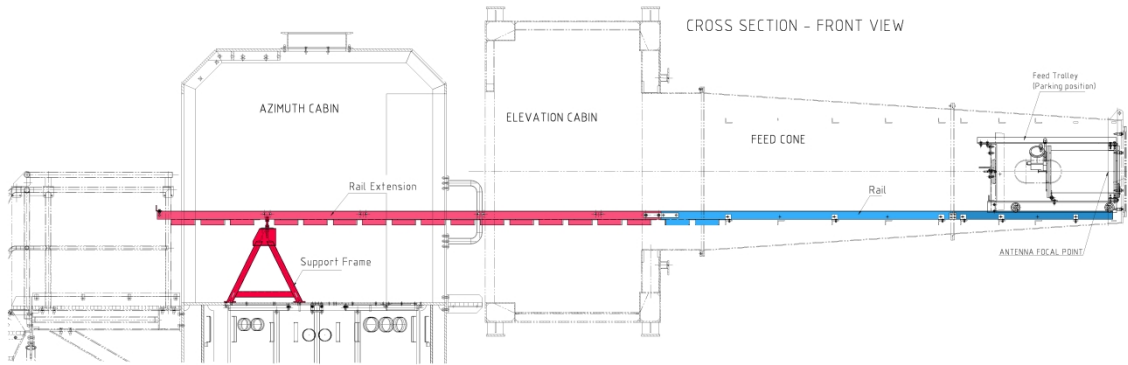 CROSS SECTION - FRONT VIEW
Feed Trolley
(Parking position)
AZIMUTH CABIN
ELEVATION CABIN
FEED CONE
Rail Extension
Rail
Support Frame
ANTENNA FOCAL POINT